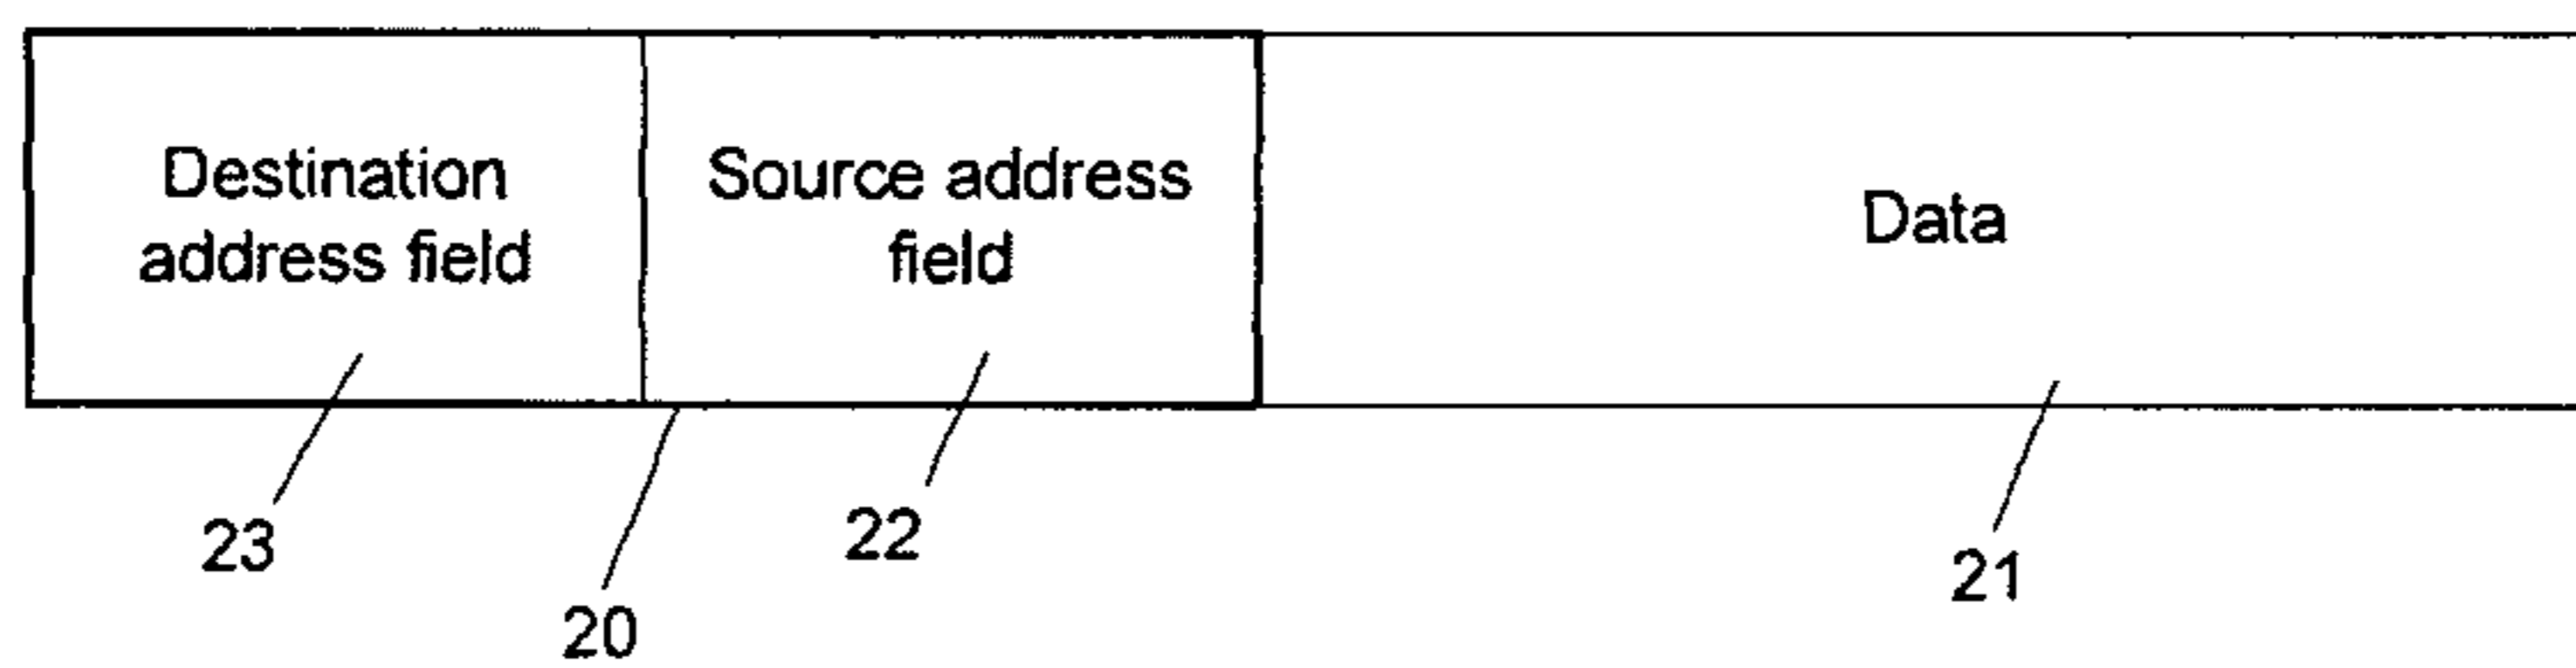 Destination
address field
Source address
field
Data
23
20
22
21